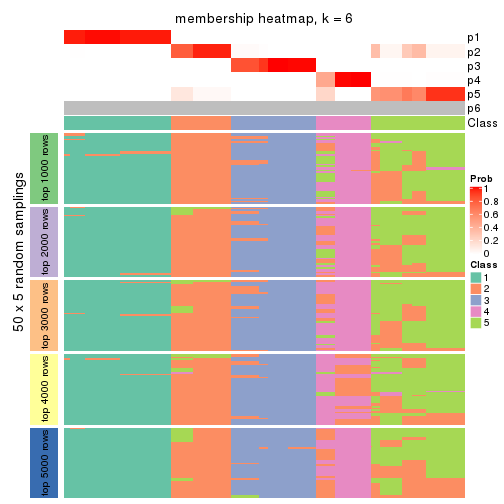 membership heatmap, k = 6
p1
p2
p3
p4
p5
p6
Class
50 x 5 random samplings
top 1000 rows
top 2000 rows
top 3000 rows
top 4000 rows
top 5000 rows
Prob
1
0.8
0.6
0.4
0.2
0
Class
1
2
3
4
5